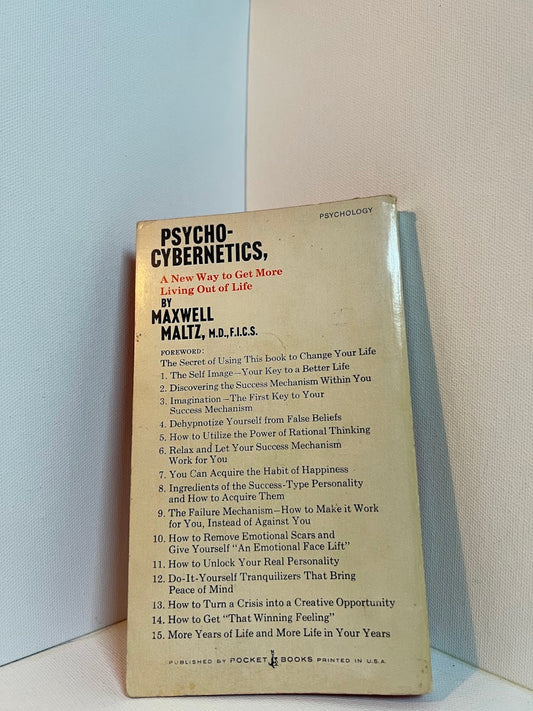 PSYCHOLOGY
PSYCHO-
CYBERNETICS,
A New Way to Get More
Living Out of Life
BY
MAXWELL
MALTZ, M.D., F.I.C.S.
FOREWORD:
The Secret of Using This Book to Change Your Life
1. The Self Image—Your Key to a Better Life
2. Discovering the Success Mechanism Within You
3. Imagination—The First Key to Your
Success Mechanism
4. Dehypnotize Yourself from False Beliefs
5. How to Utilize the Power of Rational Thinking
6. Relax and Let Your Success Mechanism
Work for You
7. You Can Acquire the Habit of Happiness
8. Ingredients of the Success-Type Personality
and How to Acquire Them
9. The Failure Mechanism—How to Make it Work
for You, Instead of Against You
10. How to Remove Emotional Scars and
Give Yourself "An Emotional Face Lift"
11. How to Unlock Your Real Personality
12. Do-It-Yourself Tranquilizers That Bring
Peace of Mind
13. How to Turn a Crisis into a Creative Opportunity
14. How to Get "That Winning Feeling"
15. More Years of Life and More Life in Your Years
PUBLISHED BY POCKET BOOKS PRINTED IN U.S.A.